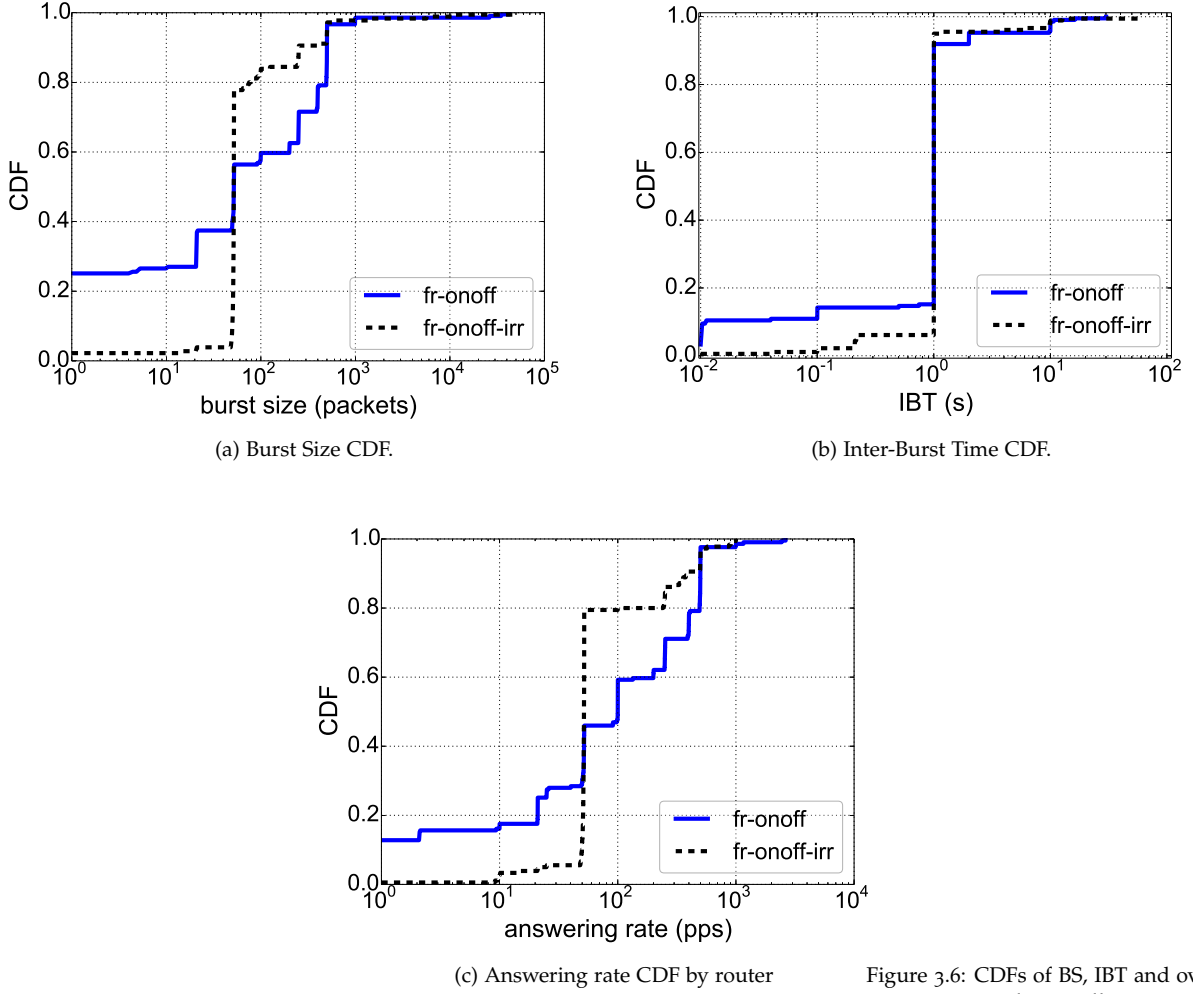 1.0
0.8
0.6
0.4
0.2
0.0
CDF
10^0 10^1 10^2 10^3 10^4 10^5
burst size (packets)
fr-onoff
fr-onoff-irr
(a) Burst Size CDF.
1.0
0.8
0.6
0.4
0.2
0.0
CDF
10^-2 10^-1 10^0 10^1 10^2
IBT (s)
fr-onoff
fr-onoff-irr
(b) Inter-Burst Time CDF.
1.0
0.8
0.6
0.4
0.2
0.0
CDF
10^0 10^1 10^2 10^3 10^4
answering rate (pps)
fr-onoff
fr-onoff-irr
(c) Answering rate CDF by router
Figure 3.6: CDFs of BS, IBT and ov